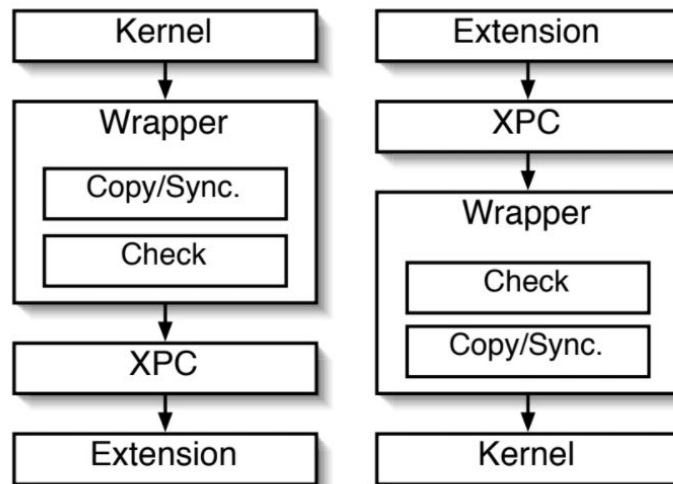 Kernel
Wrapper
Copy/Sync.
Check
XPC
Extension
Extension
XPC
Wrapper
Check
Copy/Sync.
Kernel